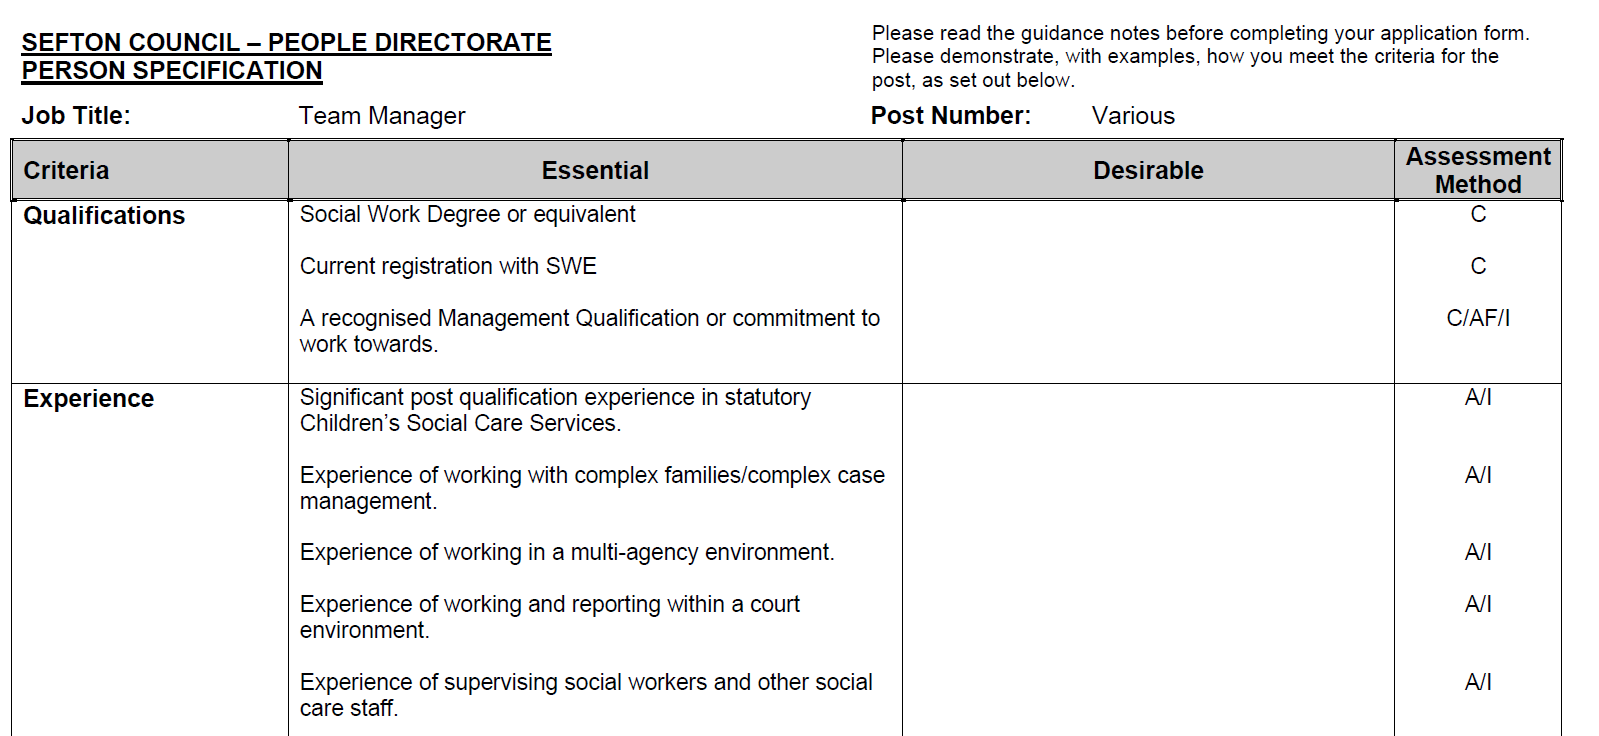 SEFTON COUNCIL – PEOPLE DIRECTORATE
PERSON SPECIFICATION
Please read the guidance notes before completing your application form.
Please demonstrate, with examples, how you meet the criteria for the
post, as set out below.
Job Title: Team Manager Post Number: Various
Criteria Essential Desirable Assessment
Method
Qualifications Social Work Degree or equivalent C
Current registration with SWE C
A recognised Management Qualification or commitment to C/AF/I
work towards.
Experience Significant post qualification experience in statutory A/I
Children's Social Care Services.
Experience of working with complex families/complex case A/I
management.
Experience of working in a multi-agency environment. A/I
Experience of working and reporting within a court A/I
environment.
Experience of supervising social workers and other social A/I
care staff.